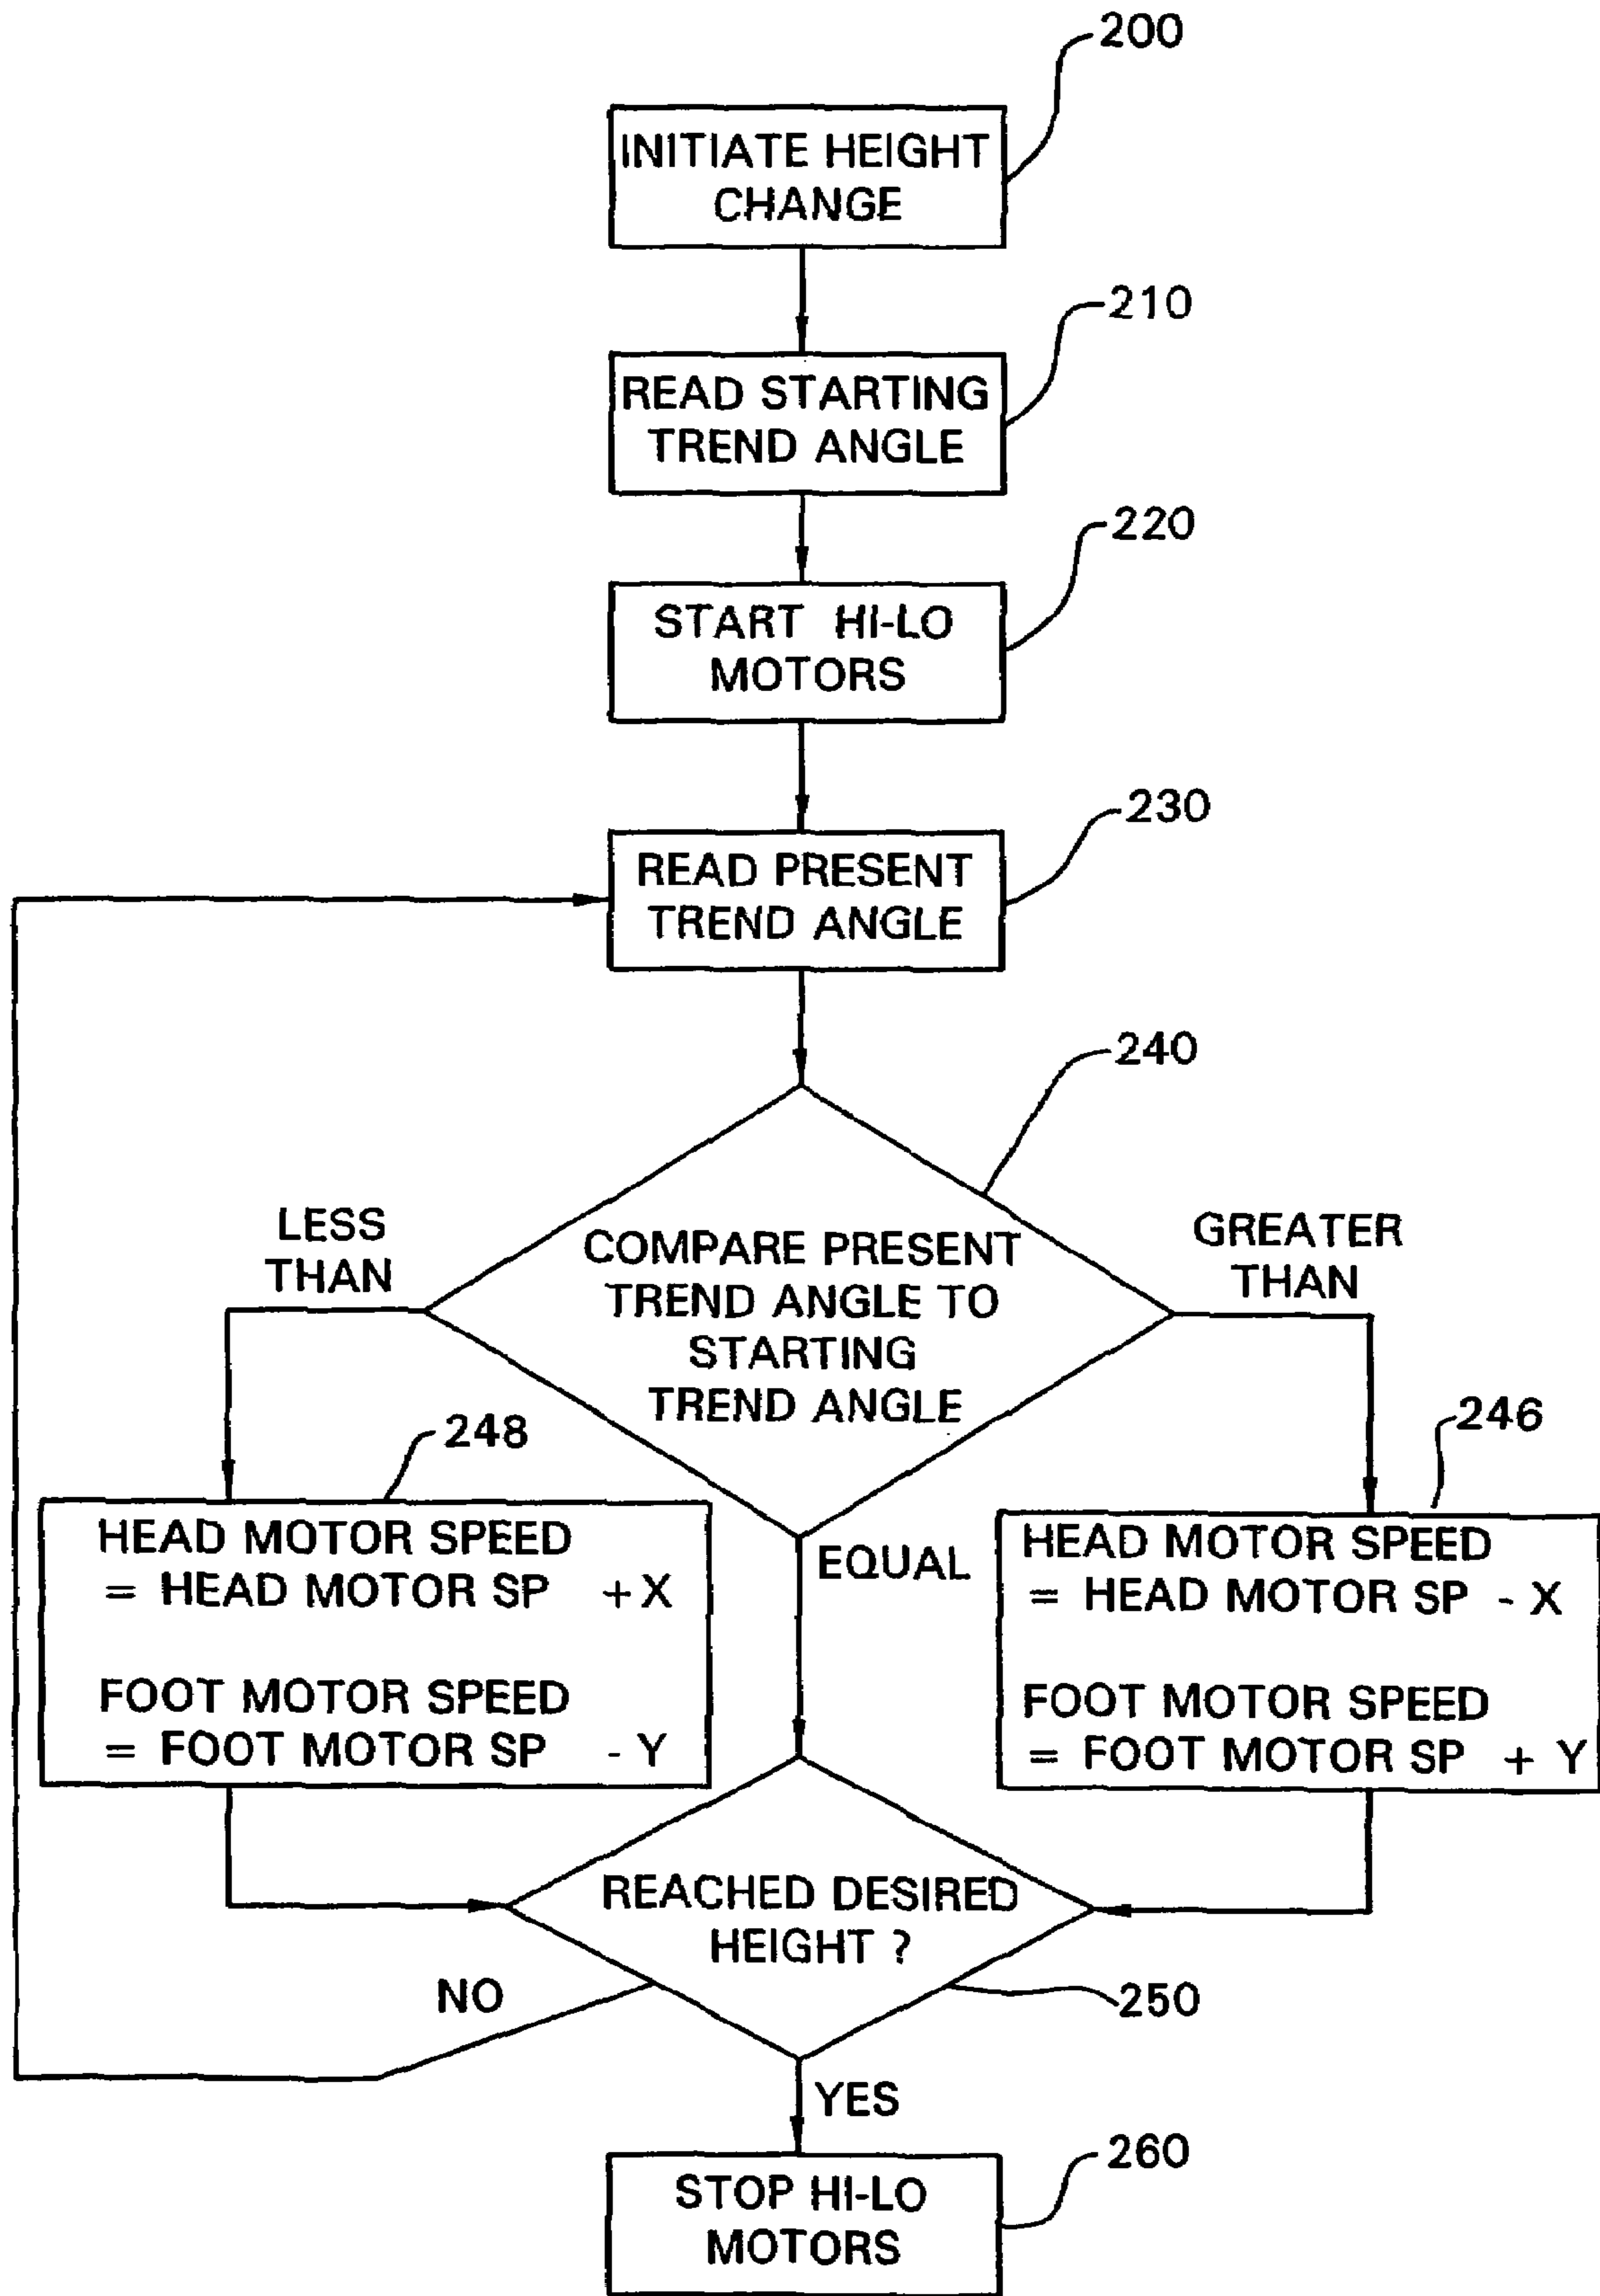 200
INITIATE HEIGHT
CHANGE
210
READ STARTING
TREND ANGLE
220
START HI-LO
MOTORS
230
READ PRESENT
TREND ANGLE
240
LESS
THAN
COMPARE PRESENT
TREND ANGLE TO
STARTING
TREND ANGLE
GREATER
THAN
248
HEAD MOTOR SPEED
= HEAD MOTOR SP +X
FOOT MOTOR SPEED
= FOOT MOTOR SP - Y
EQUAL
246
HEAD MOTOR SPEED
= HEAD MOTOR SP - X
FOOT MOTOR SPEED
= FOOT MOTOR SP + Y
REACHED DESIRED
HEIGHT ?
NO
250
YES
260
STOP HI-LO
MOTORS